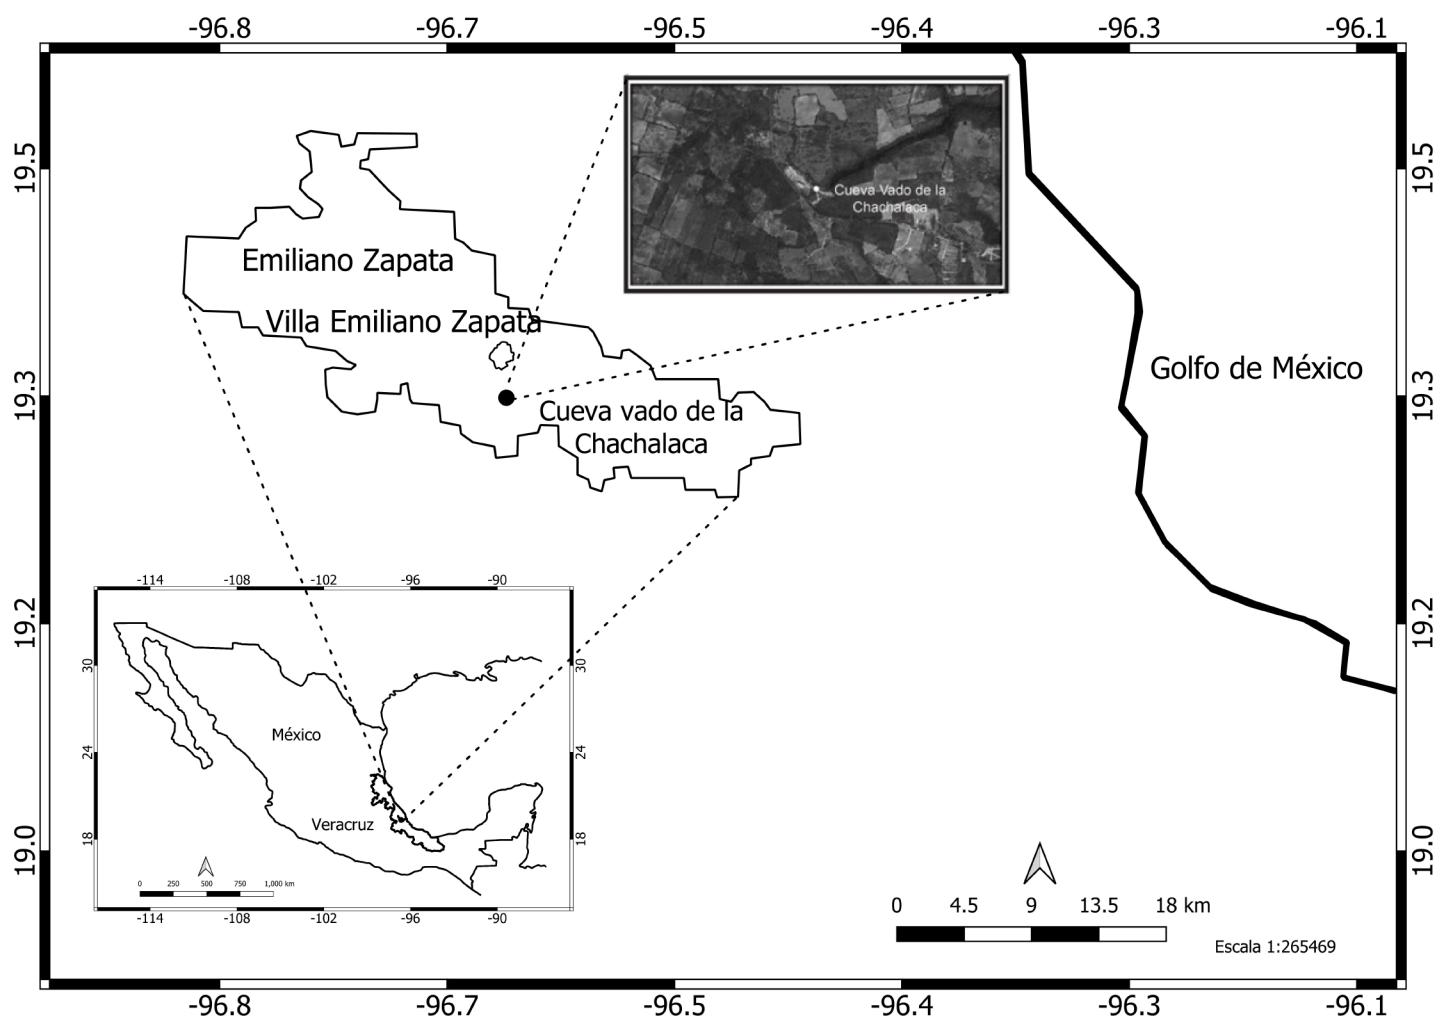 -96.8 -96.7 -96.5 -96.4 -96.3 -96.1
19.5
19.5
Cueva Vado de la
Chachalaca
Emiliano Zapata
Villa Emiliano Zapata
Golfo de México
19.3
19.3
Cueva vado de la
Chachalaca
-114 -108 -102 -96 -90
19.2
19.2
30
30
México
24
24
Veracruz
18
18
0 250 500 750 1,000 km
-114 -108 -102 -96 -90
19.0
19.0
0 4.5 9 13.5 18 km
Escala 1:265469
-96.8 -96.7 -96.5 -96.4 -96.3 -96.1